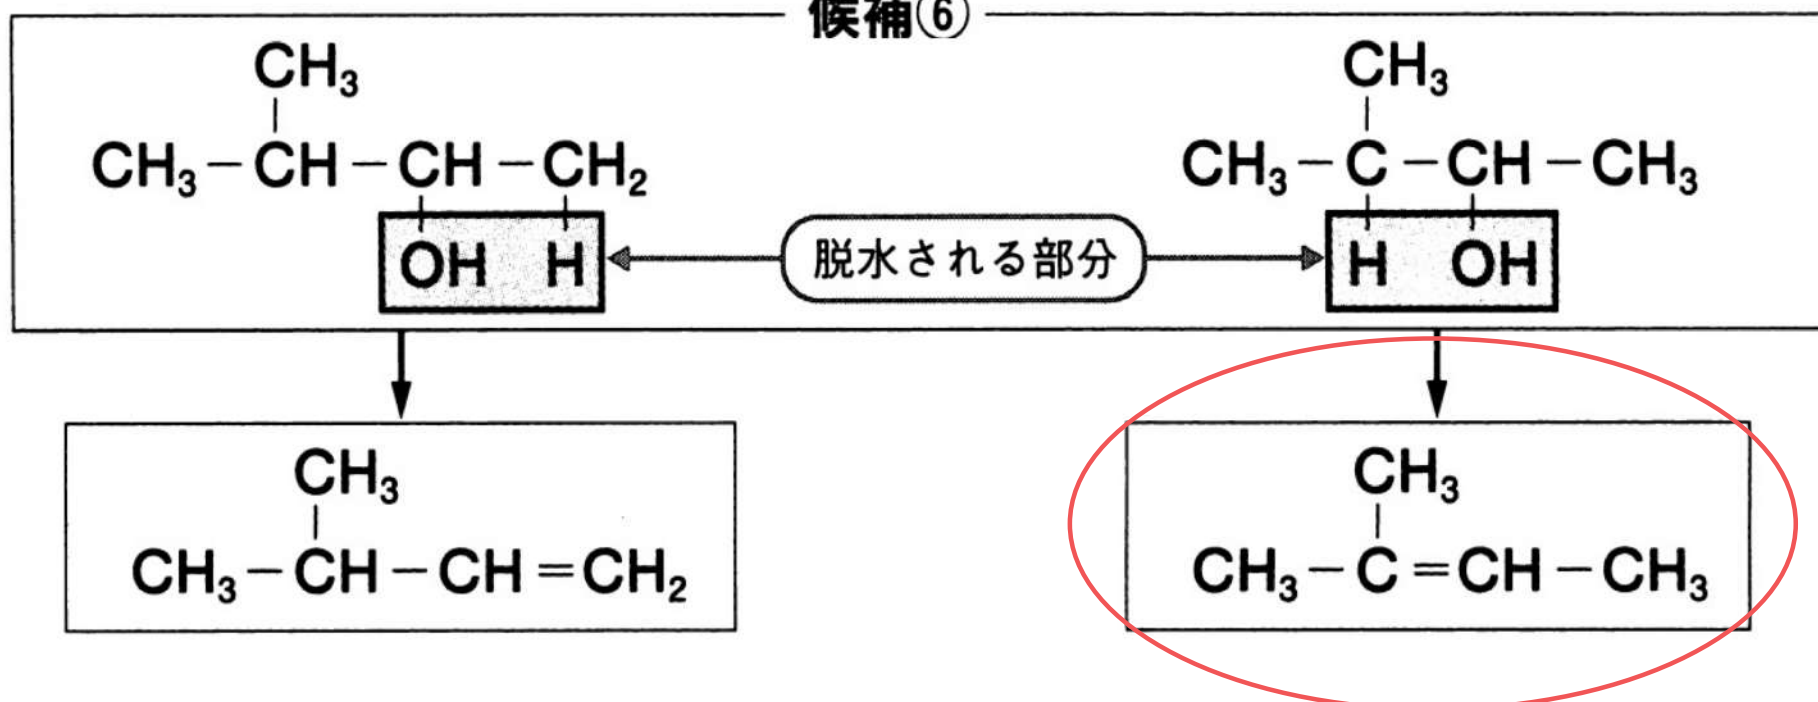 候補⑥
CH₃ CH₃
CH₃－CH－CH－CH₂ CH₃－C－CH－CH₃
OH H 脱水される部分 H OH
CH₃ CH₃
CH₃－CH－CH＝CH₂ CH₃－C＝CH－CH₃